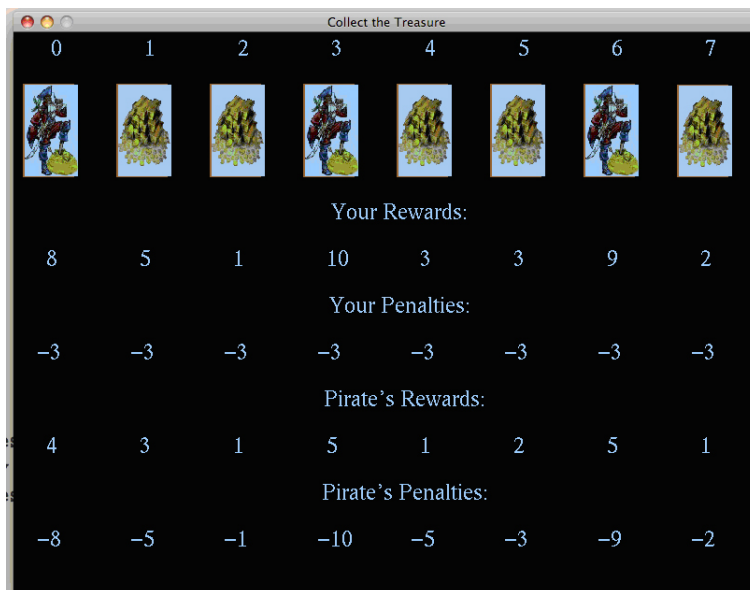 Collect the Treasure
0 1 2 3 4 5 6 7
Your Rewards:
8 5 1 10 3 3 9 2
Your Penalties:
−3 −3 −3 −3 −3 −3 −3 −3
Pirate's Rewards:
4 3 1 5 1 2 5 1
Pirate's Penalties:
−8 −5 −1 −10 −5 −3 −9 −2